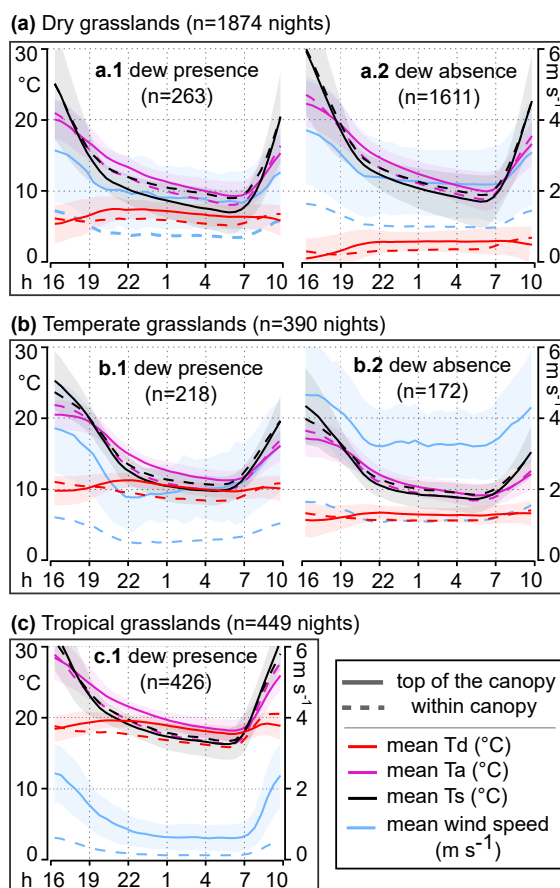 (a) Dry grasslands (n=1874 nights)
30
°C
20
10
0
a.1 dew presence
(n=263)
a.2 dew absence
(n=1611)
6
m s⁻¹
4
2
0
h 16 19 22 1 4 7 10
16 19 22 1 4 7 10
(b) Temperate grasslands (n=390 nights)
30
°C
20
10
0
b.1 dew presence
(n=218)
b.2 dew absence
(n=172)
6
m s⁻¹
4
2
0
h 16 19 22 1 4 7 10
16 19 22 1 4 7 10
(c) Tropical grasslands (n=449 nights)
30
°C
20
10
0
c.1 dew presence
(n=426)
6
m s⁻¹
4
2
0
h 16 19 22 1 4 7 10
top of the canopy
within canopy
mean Td (°C)
mean Ta (°C)
mean Ts (°C)
mean wind speed
(m s⁻¹)